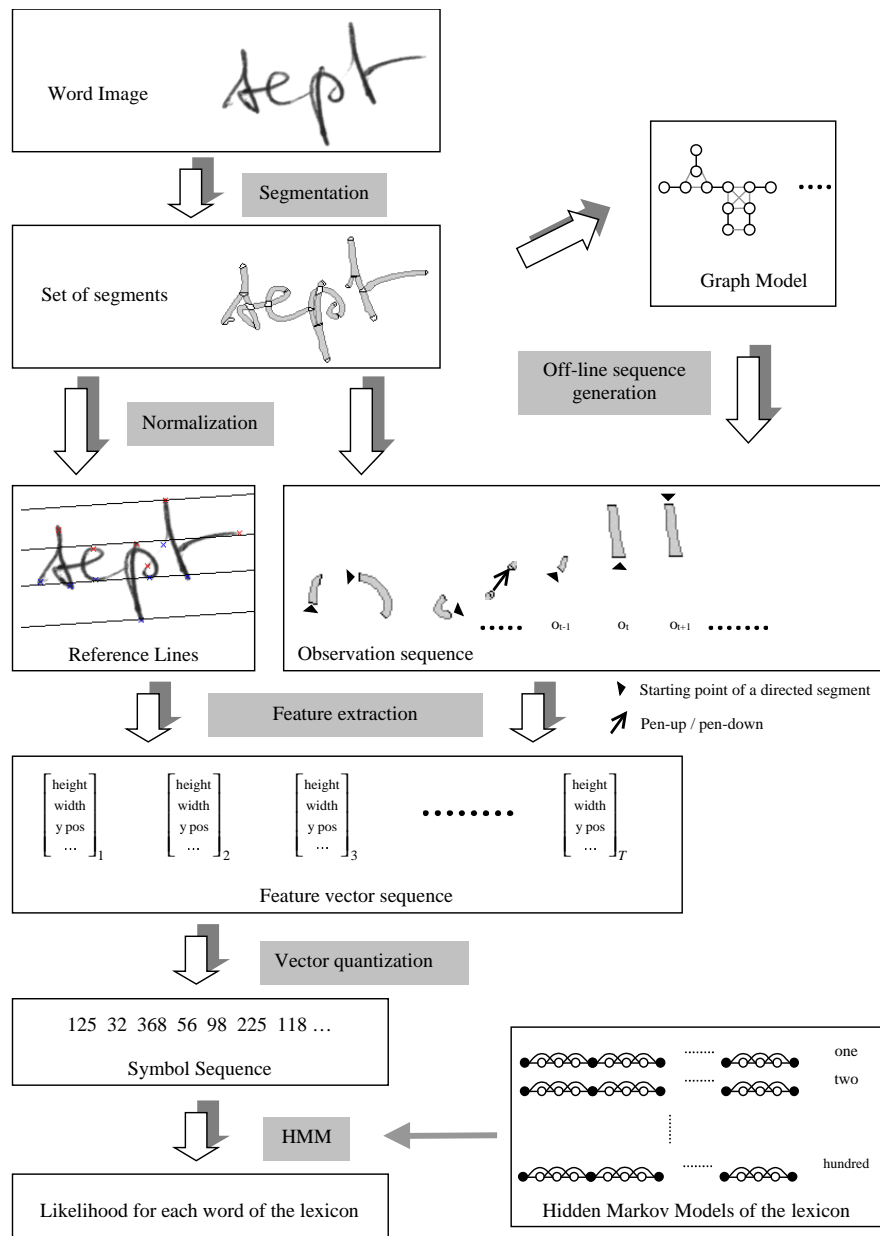 Word Image
sept
Segmentation
Set of segments
sept
Graph Model
Off-line sequence
generation
Normalization
sept
Reference Lines
Observation sequence
o_{t-1} o_t o_{t+1}
Starting point of a directed segment
Pen-up / pen-down
Feature extraction
height height height height
width width width width
y pos y pos y pos y pos
... 1 ... 2 ... 3 ... T
Feature vector sequence
Vector quantization
125 32 368 56 98 225 118 ...
Symbol Sequence
one
two
HMM
hundred
Likelihood for each word of the lexicon
Hidden Markov Models of the lexicon